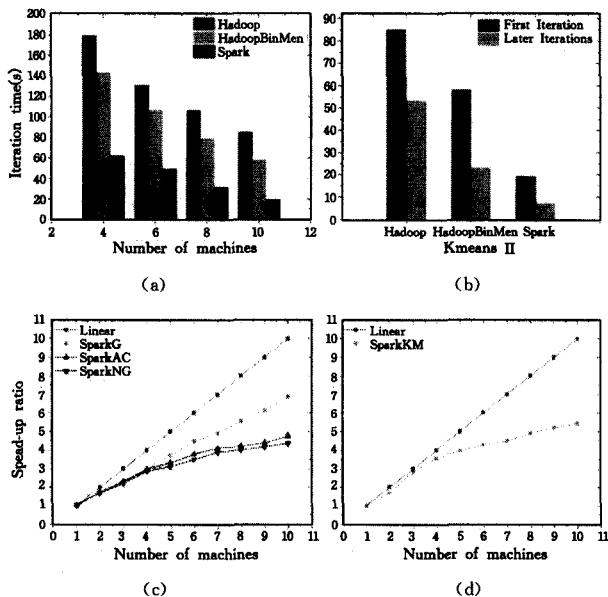 200
180
160
140
120
100
80
60
40
20
0
Iteration time(s)
Hadoop
HadoopBinMen
Spark
2 4 6 8 10 12
Number of machines
(a)
90
80
70
60
50
40
30
20
10
0
First Iteration
Later Iterations
Hadoop HadoopBinMen Spark
Kmeans II
(b)
11
10
9
8
7
6
5
4
3
2
1
0
Spead-up ratio
Linear
SparkG
SparkAC
SparkNG
0 1 2 3 4 5 6 7 8 9 10 11
Number of machines
(c)
11
10
9
8
7
6
5
4
3
2
1
0
Linear
SparkKM
0 1 2 3 4 5 6 7 8 9 10 11
Number of machines
(d)